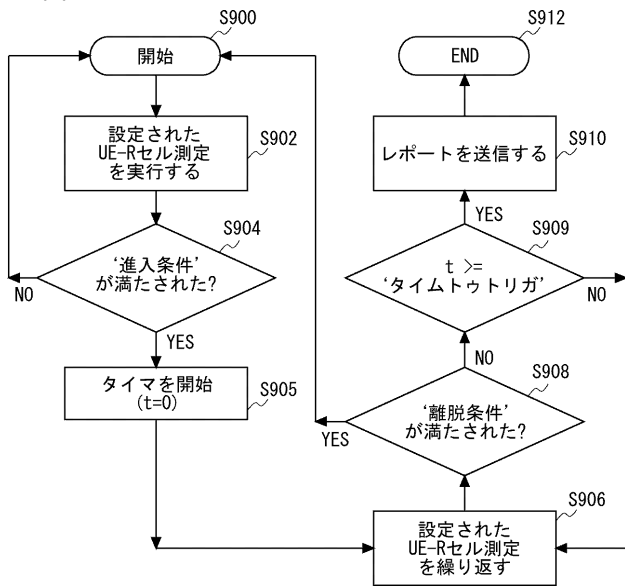 S900
開始
S902
設定された
UE-Rセル測定
を実行する
S904
‘進入条件’
が満たされた?
NO
YES
S905
タイマを開始
(t=0)
S906
設定された
UE-Rセル測定
を繰り返す
S908
‘離脱条件’
が満たされた?
YES
NO
S909
t >=
‘タイムトゥトリガ’
NO
YES
S910
レポートを送信する
S912
END